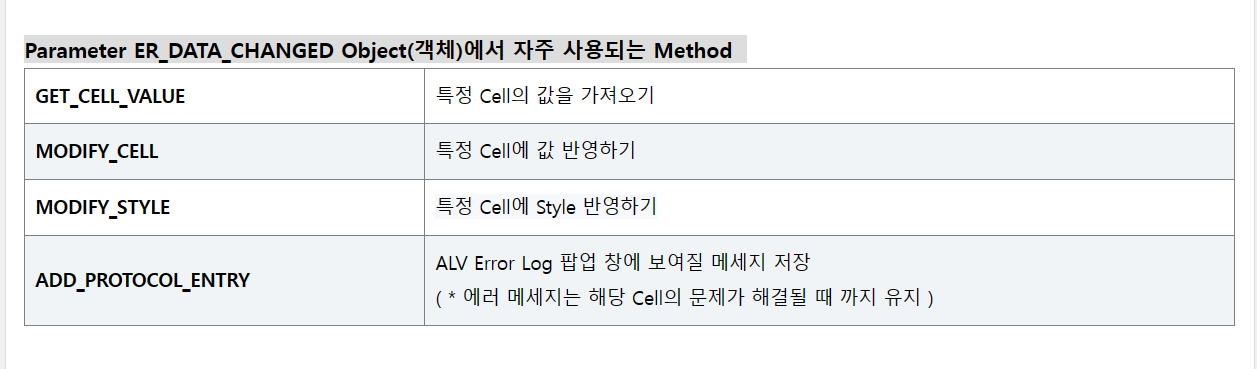 Parameter ER_DATA_CHANGED Object(객체)에서 자주 사용되는 Method
GET_CELL_VALUE 특정 Cell의 값을 가져오기
MODIFY_CELL 특정 Cell에 값 반영하기
MODIFY_STYLE 특정 Cell에 Style 반영하기
ADD_PROTOCOL_ENTRY ALV Error Log 팝업 창에 보여질 메세지 저장
( * 에러 메세지는 해당 Cell의 문제가 해결될 때 까지 유지 )